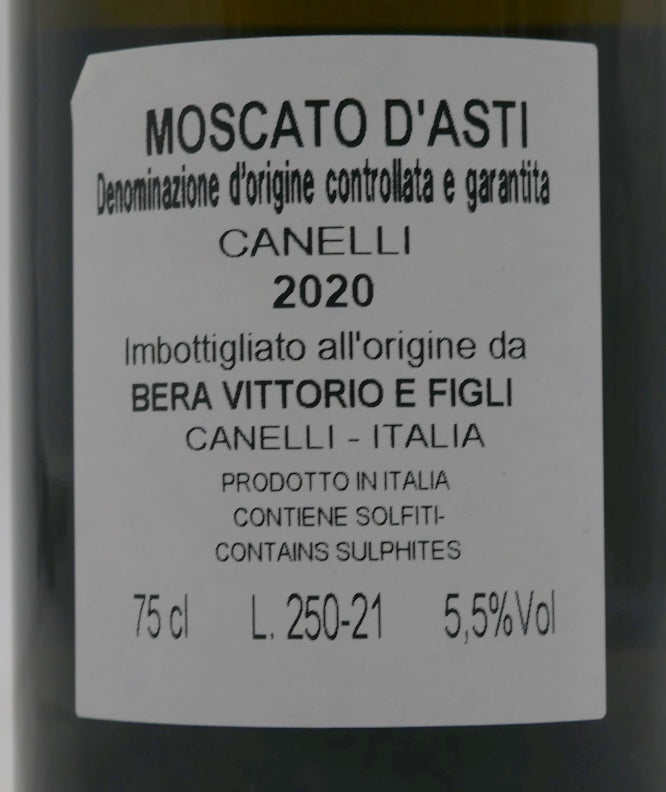 MOSCATO D'ASTI
Denominazione d'origine controllata e garantita
CANELLI
2020
Imbottigliato all'origine da
BERA VITTORIO E FIGLI
CANELLI - ITALIA
PRODOTTO IN ITALIA
CONTIENE SOLFITI-
CONTAINS SULPHITES
75 cl L. 250-21 5,5%Vol